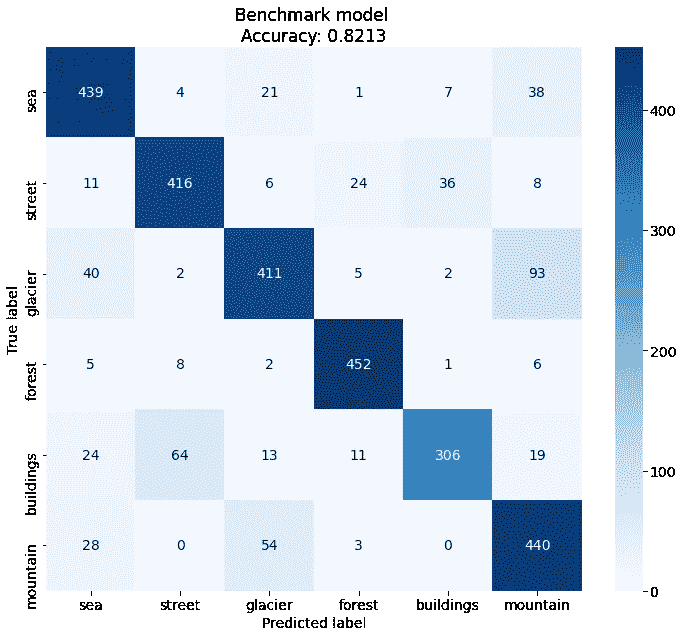 Benchmark model
Accuracy: 0.8213
True label
sea 439 4 21 1 7 38
street 11 416 6 24 36 8
glacier 40 2 411 5 2 93
forest 5 8 2 452 1 6
buildings 24 64 13 11 306 19
mountain 28 0 54 3 0 440
sea street glacier forest buildings mountain
Predicted label
400
300
200
100
0